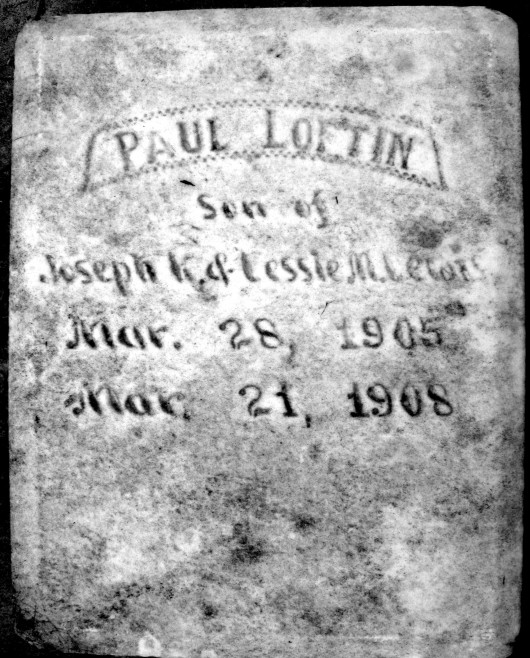 PAUL LOFTIN
Son of
Joseph K. & Lessie M.
Mar. 28, 1905
Mar. 21, 1908